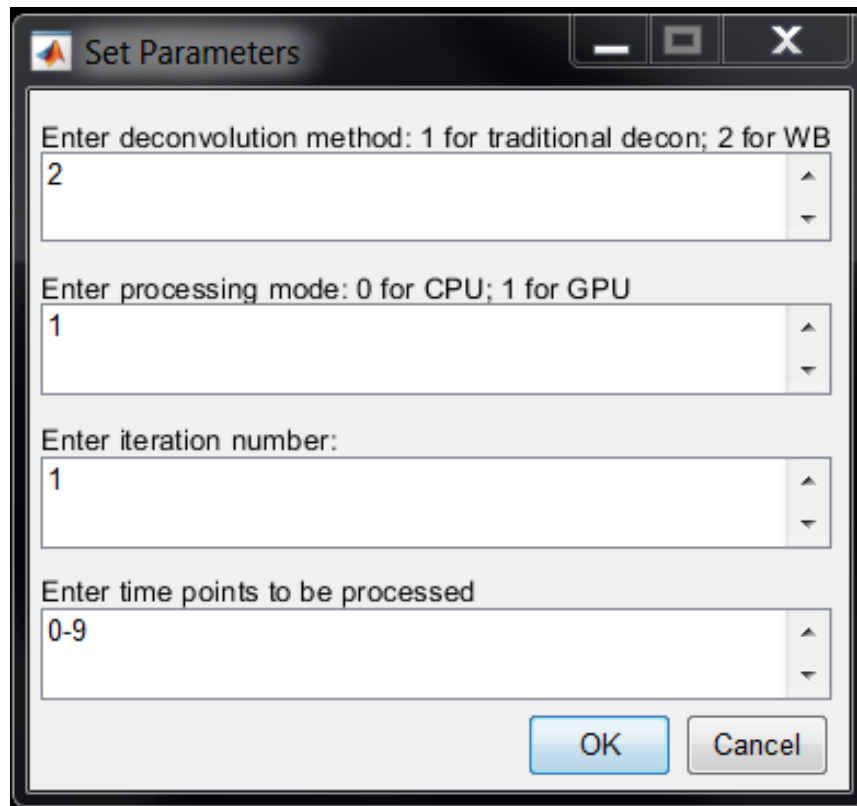 Set Parameters
Enter deconvolution method: 1 for traditional decon; 2 for WB
2
Enter processing mode: 0 for CPU; 1 for GPU
1
Enter iteration number:
1
Enter time points to be processed
0-9
OK Cancel